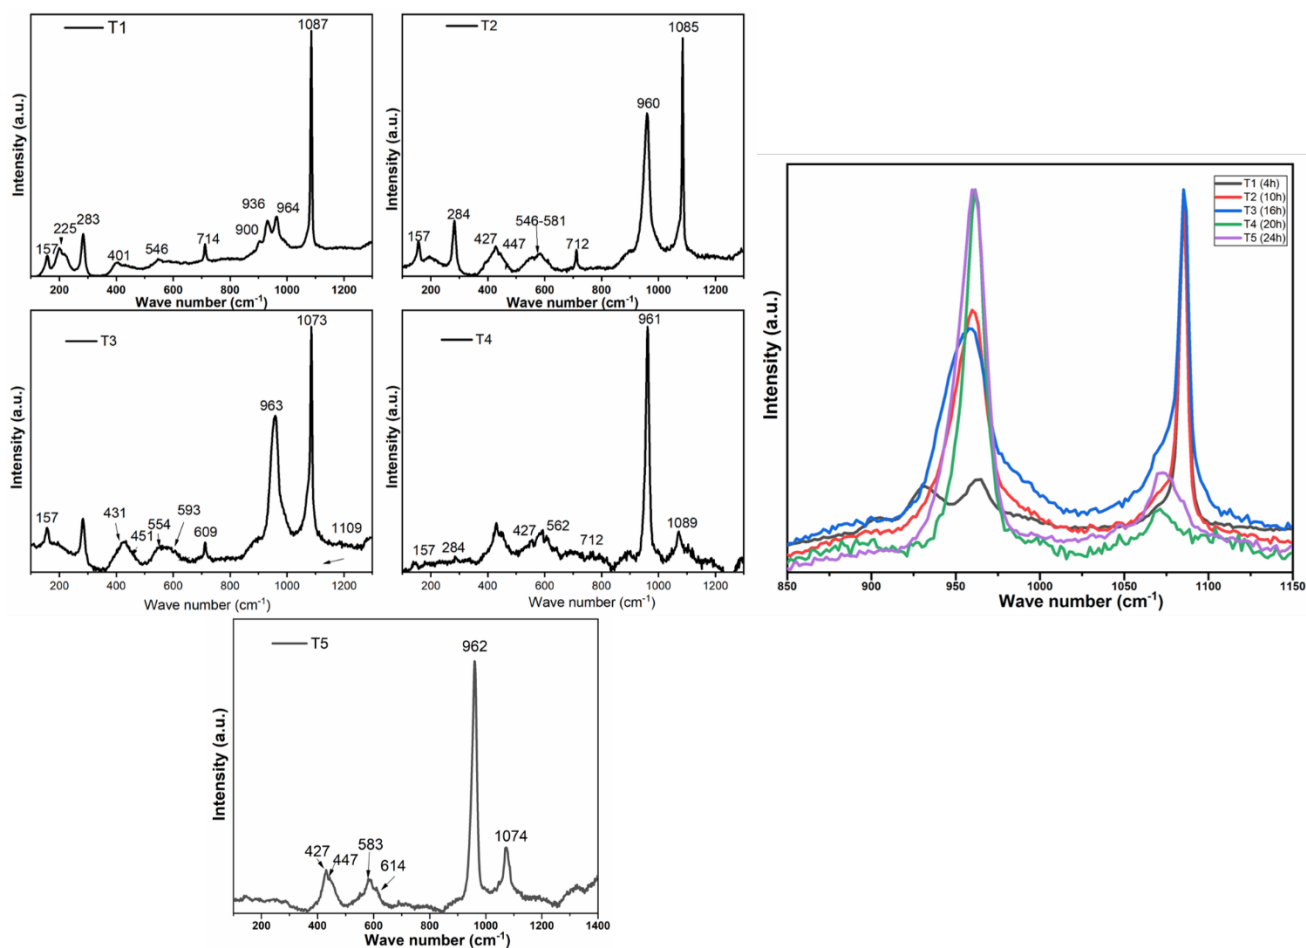 T1
1087
936
964
900
283
225
157
401
546
714
Intensity (a.u.)
200 400 600 800 1000 1200
Wave number (cm-1)
T2
1085
960
284
157
427
447
546-581
712
Intensity (a.u.)
200 400 600 800 1000 1200
Wave number (cm-1)
T3
1073
963
157
431
451
554
593
609
1109
Intensity (a.u.)
200 400 600 800 1000 1200
Wave number (cm-1)
T4
961
427
562
1089
157
284
712
Intensity (a.u.)
200 400 600 800 1000 1200
Wave number (cm-1)
T1 (4h)
T2 (10h)
T3 (16h)
T4 (20h)
T5 (24h)
Intensity (a.u.)
850 900 950 1000 1050 1100 1150
Wave number (cm-1)
T5
962
1074
427
447
583
614
Intensity (a.u.)
200 400 600 800 1000 1200 1400
Wave number (cm-1)